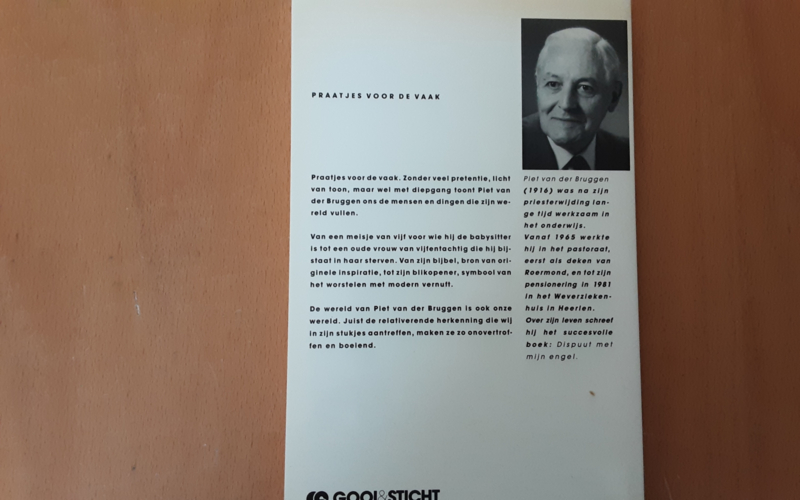 PRAATJES VOOR DE VAAK
Praatjes voor de vaak. Zonder veel pretentie, licht
van toon, maar wel met diepgang toont Piet van
der Bruggen ons de mensen en dingen die zijn we-
reld vullen.
Van een meisje van vijf voor wie hij de babysitter
is tot een oude vrouw van vijfentachtig die hij bij-
staat in haar sterven. Van zijn bijbel, bron van ori-
ginele inspiratie, tot zijn blikopener, symbool van
het worstelen met modern vernuft.
De wereld van Piet van der Bruggen is ook onze
wereld. Juist de relativerende herkenning die wij
in zijn stukjes aantreffen, maken ze zo onovertrof-
fen en boeiend.
Piet van der Bruggen
(1916) was na zijn
priesterwijding lan-
ge tijd werkzaam in
het onderwijs.
Vanaf 1965 werkte
hij in het pastoraat,
eerst als deken van
Roermond, en tot zijn
pensionering in 1981
in het Weverzieken-
huis in Heerlen.
Over zijn leven schreef
hij het succesvolle
boek: Dispuut met
mijn engel.
GOOI&STICHT